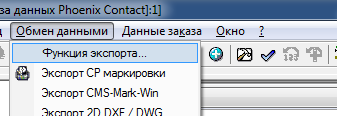 за данных Phoenix Contact]:1]
Обмен данными Данные заказа Окно ?
Функция экспорта...
Экспорт CP маркировки
Экспорт CMS-Mark-Win
Экспорт 2D DXF / DWG